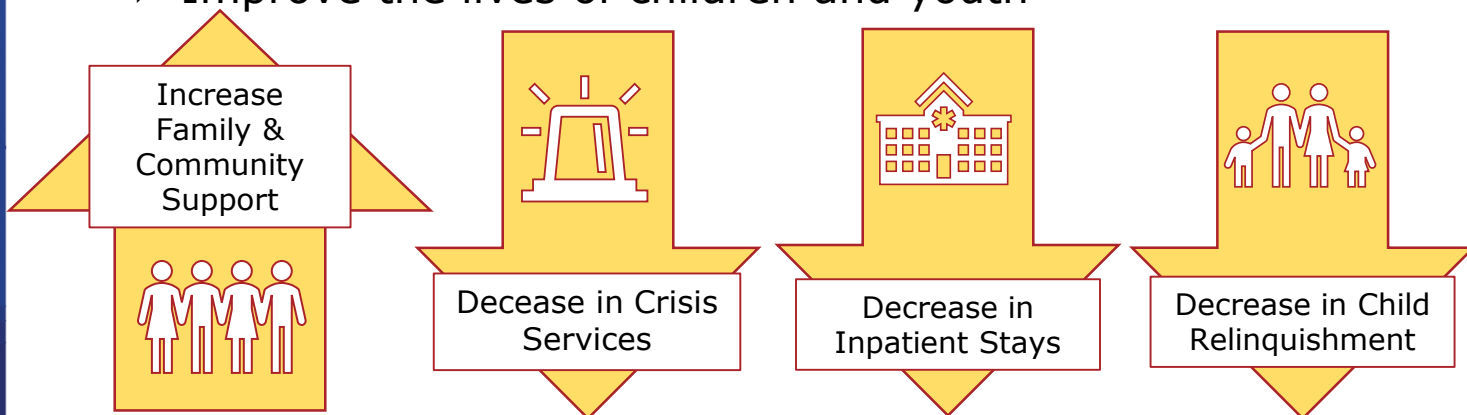 Improve the lives of children and youth
Increase
Family &
Community
Support
Decease in Crisis
Services
Decrease in
Inpatient Stays
Decrease in Child
Relinquishment